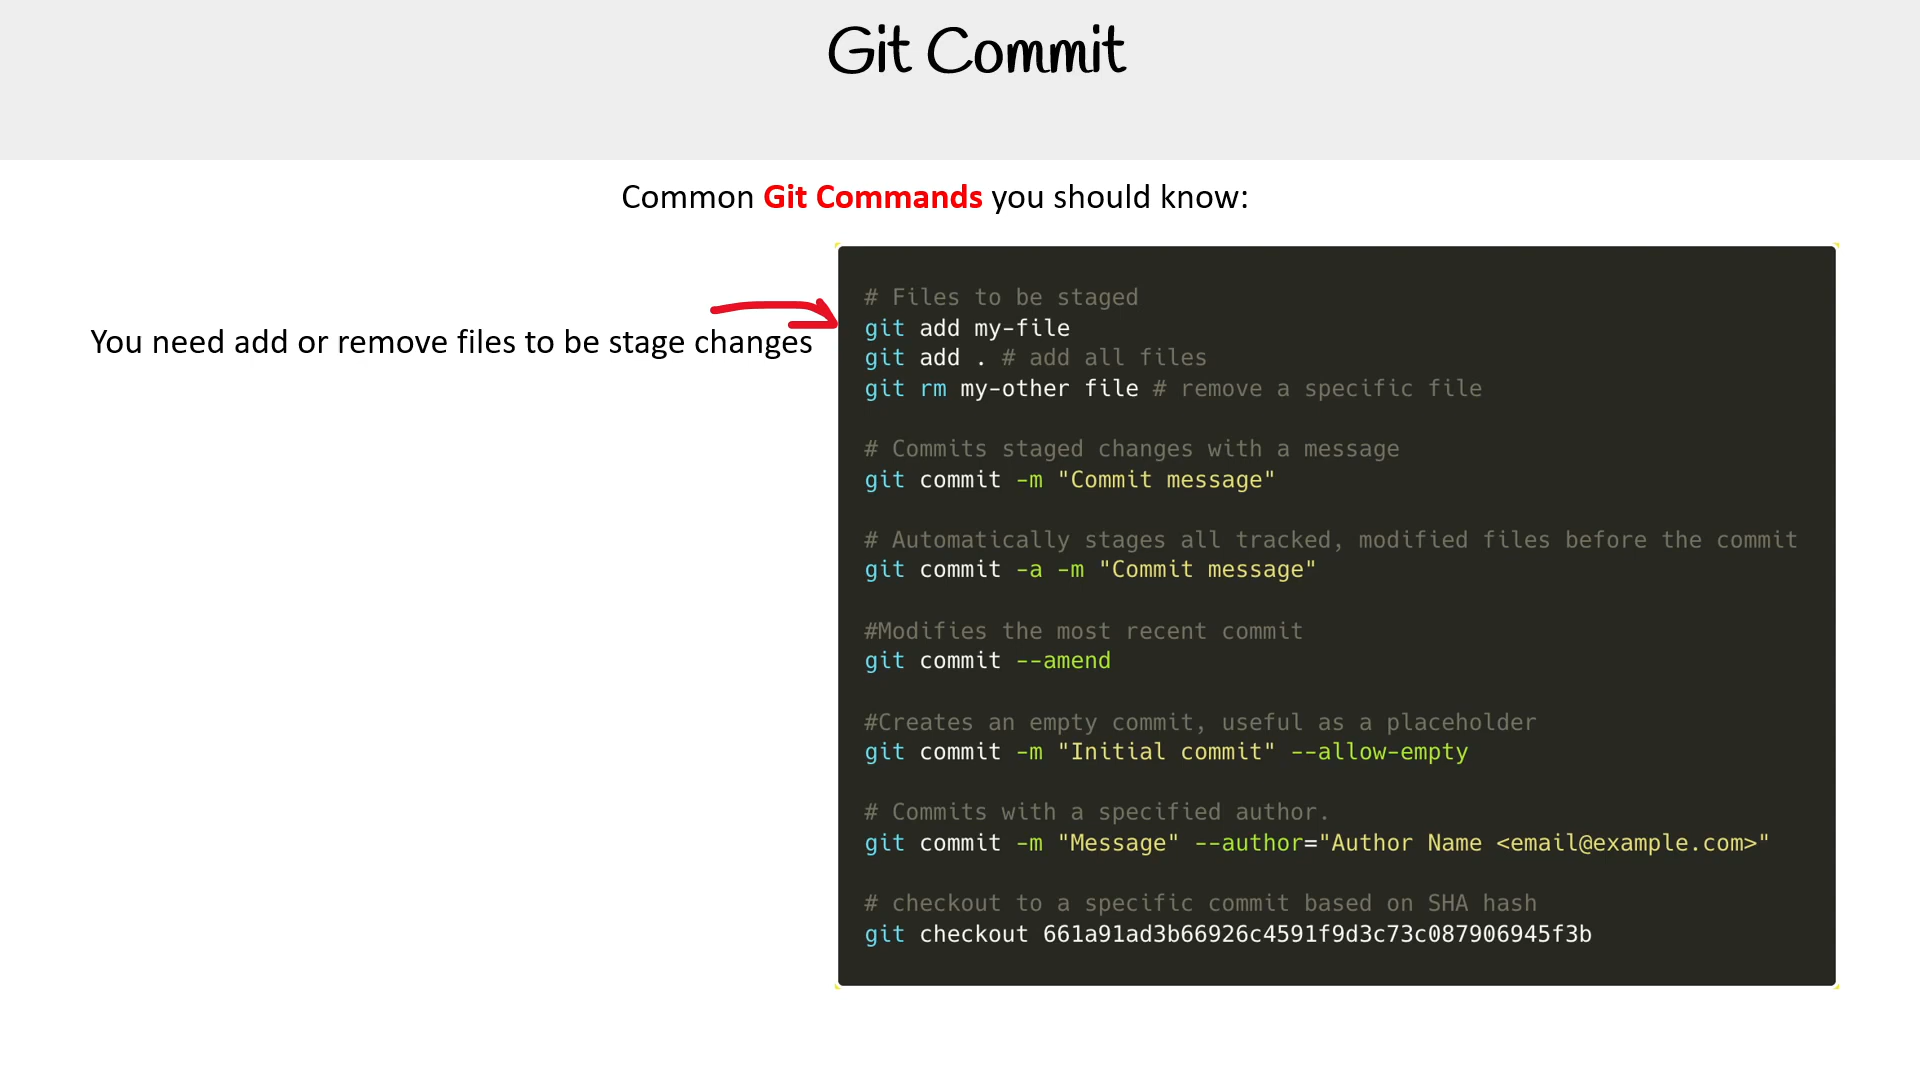 Git Commit
Common Git Commands you should know:
You need add or remove files to be stage changes
# Files to be staged
git add my-file
git add . # add all files
git rm my-other file # remove a specific file
# Commits staged changes with a message
git commit -m "Commit message"
# Automatically stages all tracked, modified files before the commit
git commit -a -m "Commit message"
#Modifies the most recent commit
git commit --amend
#Creates an empty commit, useful as a placeholder
git commit -m "Initial commit" --allow-empty
# Commits with a specified author.
git commit -m "Message" --author="Author Name <email@example.com>"
# checkout to a specific commit based on SHA hash
git checkout 661a91ad3b66926c4591f9d3c73c087906945f3b